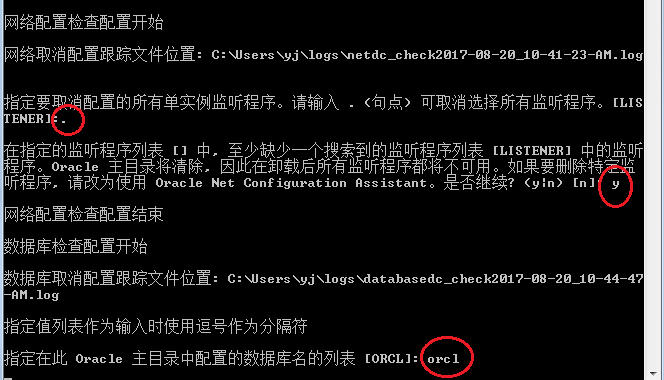 网络配置检查配置开始
网络取消配置跟踪文件位置: C:\Users\yj\logs\netdc_check2017-08-20_10-41-23-AM.log
指定要取消配置的所有单实例监听程序。请输入 . (句点) 可取消选择所有监听程序。[LIS
TENER]:.
在指定的监听程序列表 [] 中, 至少缺少一个搜索到的监听程序列表 [LISTENER] 中的监听
程序。Oracle 主目录将清除, 因此在卸载后所有监听程序都将不可用。如果要删除特定监
听程序, 请改为使用 Oracle Net Configuration Assistant。是否继续? (y|n) [n]: y
网络配置检查配置结束
数据库检查配置开始
数据库取消配置跟踪文件位置: C:\Users\yj\logs\databasedc_check2017-08-20_10-44-47
-AM.log
指定值列表作为输入时使用逗号作为分隔符
指定在此 Oracle 主目录中配置的数据库名的列表 [ORCL]: orcl